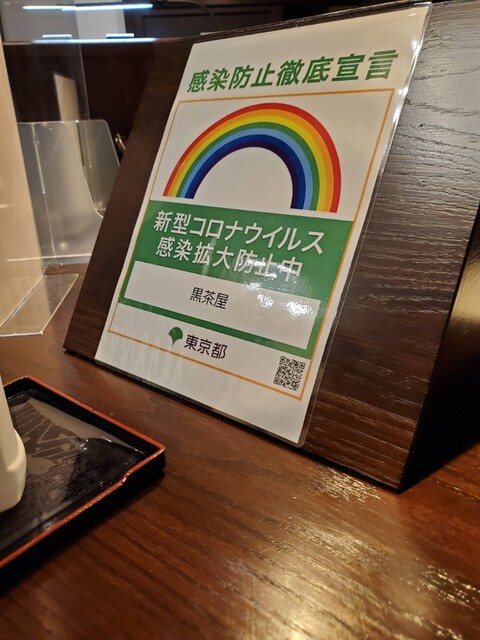 感染防止徹底宣言
新型コロナウイルス
感染拡大防止中
黒茶屋
東京都